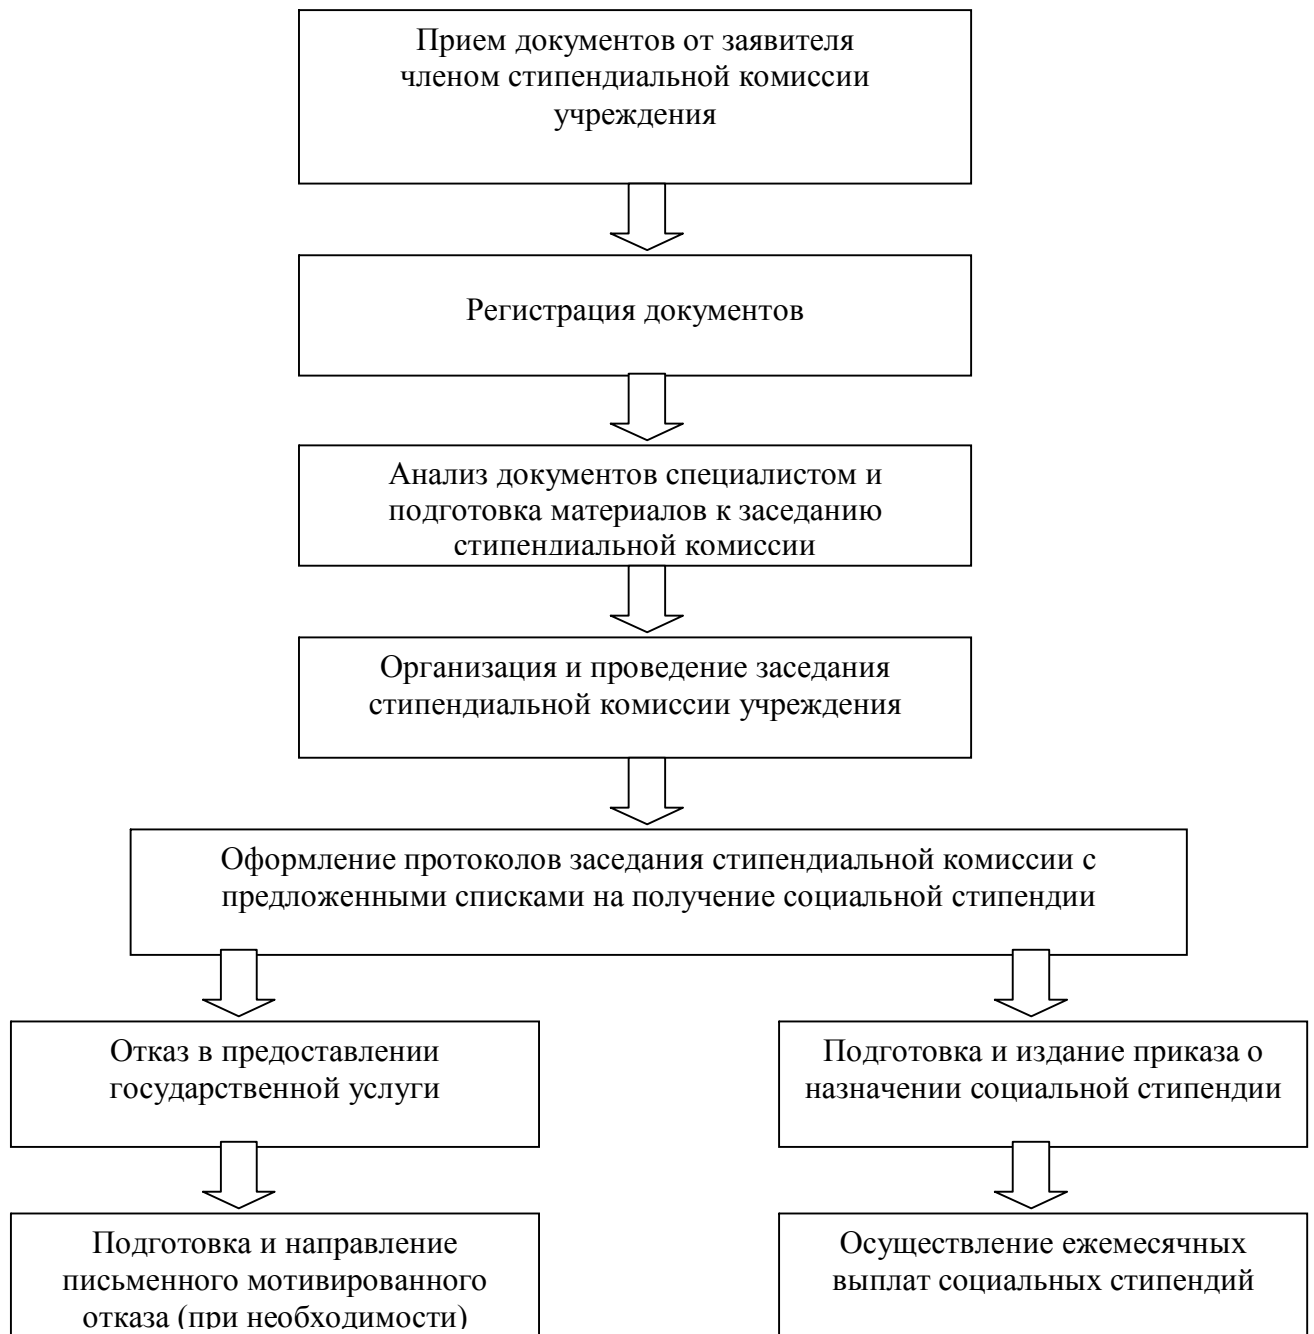 Прием документов от заявителя
членом стипендиальной комиссии
учреждения
Регистрация документов
Анализ документов специалистом и
подготовка материалов к заседанию
стипендиальной комиссии
Организация и проведение заседания
стипендиальной комиссии учреждения
Оформление протоколов заседания стипендиальной комиссии с
предложенными списками на получение социальной стипендии
Отказ в предоставлении
государственной услуги
Подготовка и издание приказа о
назначении социальной стипендии
Подготовка и направление
письменного мотивированного
отказа (при необходимости)
Осуществление ежемесячных
выплат социальных стипендий